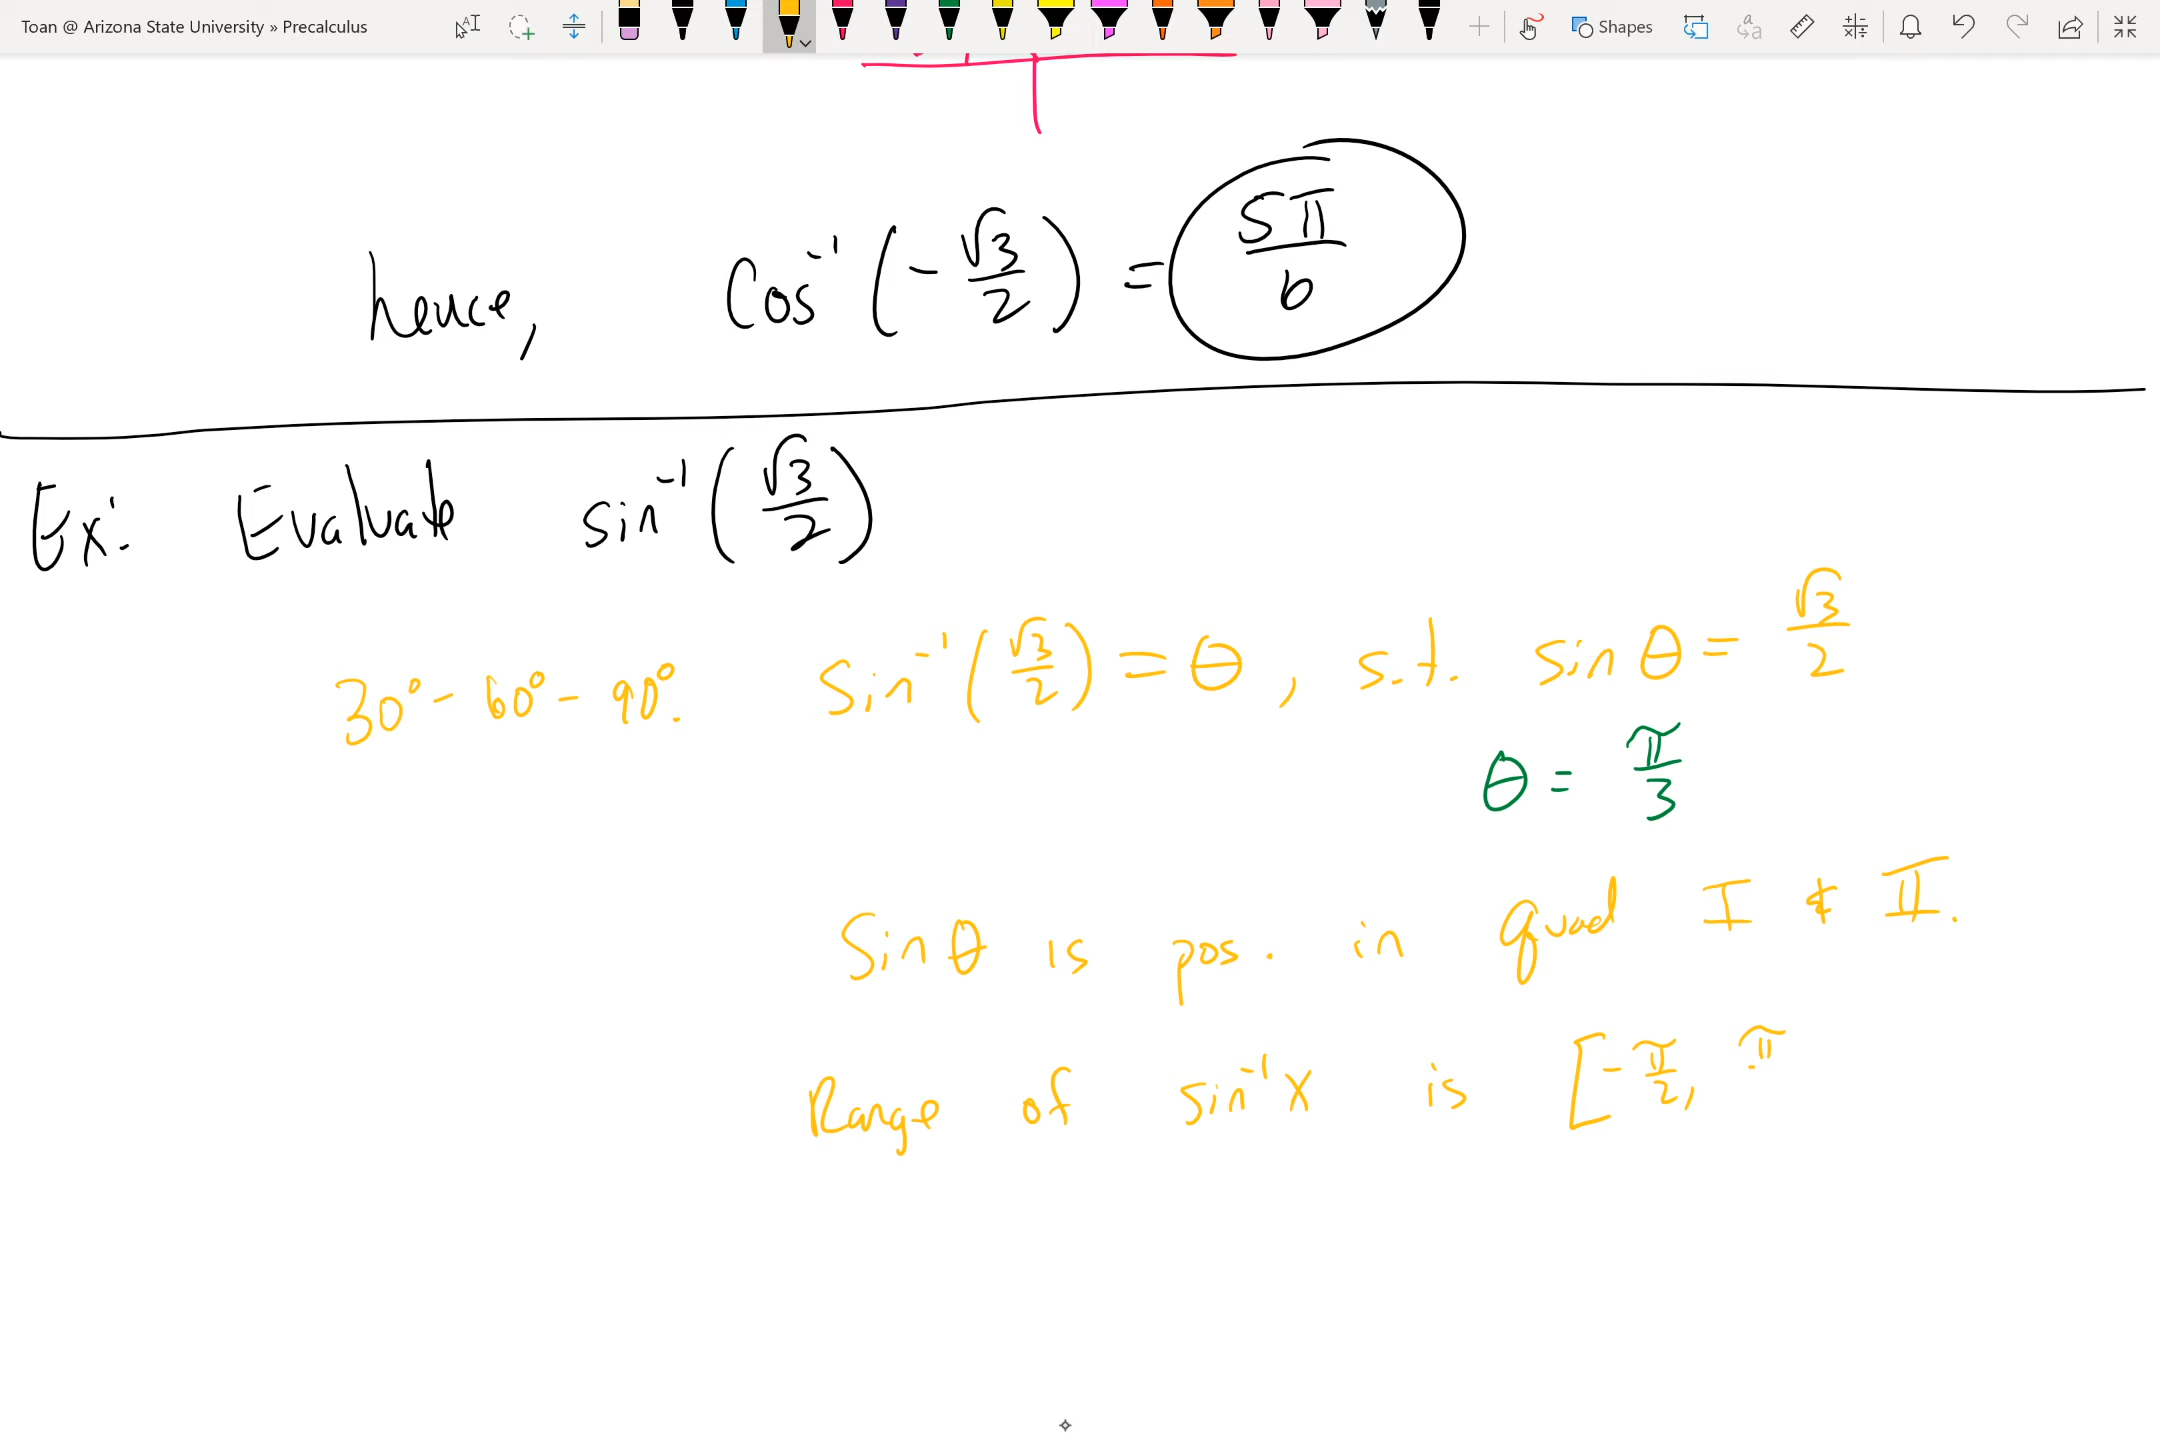 Toan @ Arizona State University » Precalculus
Shapes
hence, Cos⁻¹(-√3/2) = 5π/6
Ex: Evaluate sin⁻¹(√3/2)
30°-60°-90°. Sin⁻¹(√3/2) = θ, s.t. sin θ = √3/2
θ = π/3
Sin θ is pos. in quad I & II.
Range of sin⁻¹x is [-π/2, π